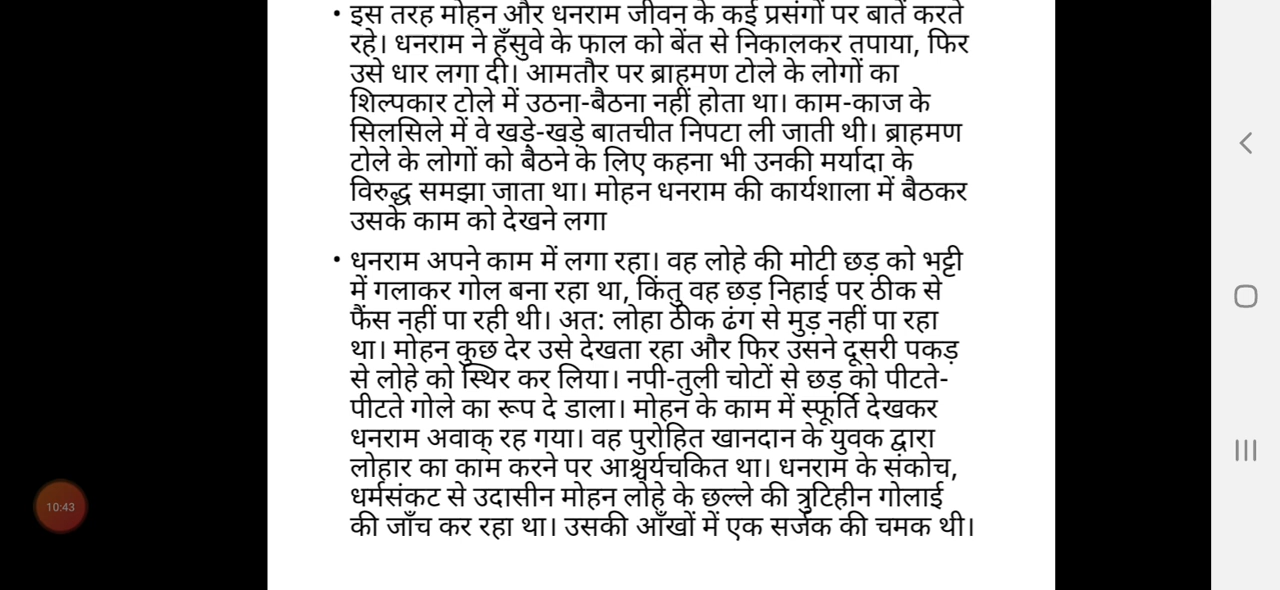 • इस तरह मोहन और धनराम जीवन के कई प्रसंगों पर बातें करते
रहे। धनराम ने हँसुवे के फाल को बेंत से निकालकर तपाया, फिर
उसे धार लगा दी। आमतौर पर ब्राहमण टोले के लोगों का
शिल्पकार टोले में उठना-बैठना नहीं होता था। काम-काज के
सिलसिले में वे खड़े-खड़े बातचीत निपटा ली जाती थी। ब्राहमण
टोले के लोगों को बैठने के लिए कहना भी उनकी मर्यादा के
विरुद्ध समझा जाता था। मोहन धनराम की कार्यशाला में बैठकर
उसके काम को देखने लगा
• धनराम अपने काम में लगा रहा। वह लोहे की मोटी छड़ को भट्टी
में गलाकर गोल बना रहा था, किंतु वह छड़ निहाई पर ठीक से
फैंस नहीं पा रही थी। अत: लोहा ठीक ढंग से मुड़ नहीं पा रहा
था। मोहन कुछ देर उसे देखता रहा और फिर उसने दूसरी पकड़
से लोहे को स्थिर कर लिया। नपी-तुली चोटों से छड़ को पीटते-
पीटते गोले का रूप दे डाला। मोहन के काम में स्फूर्ति देखकर
धनराम अवाक् रह गया। वह पुरोहित खानदान के युवक द्वारा
लोहार का काम करने पर आश्चर्यचकित था। धनराम के संकोच,
धर्मसंकट से उदासीन मोहन लोहे के छल्ले की त्रुटिहीन गोलाई
की जाँच कर रहा था। उसकी आँखों में एक सर्जक की चमक थी।
10:43